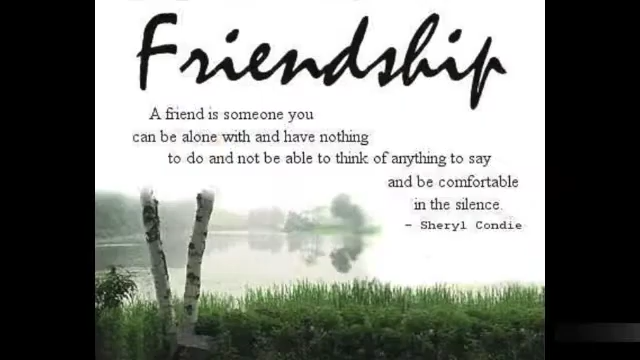 Friendship
A friend is someone you
can be alone with and have nothing
to do and not be able to think of anything to say
and be comfortable
in the silence.
- Sheryl Condie